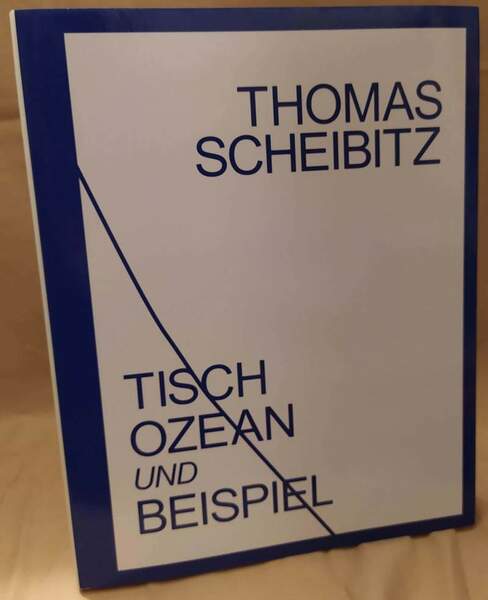 THOMAS
SCHEIBITZ
TISCH
OZEAN
UND
BEISPIEL